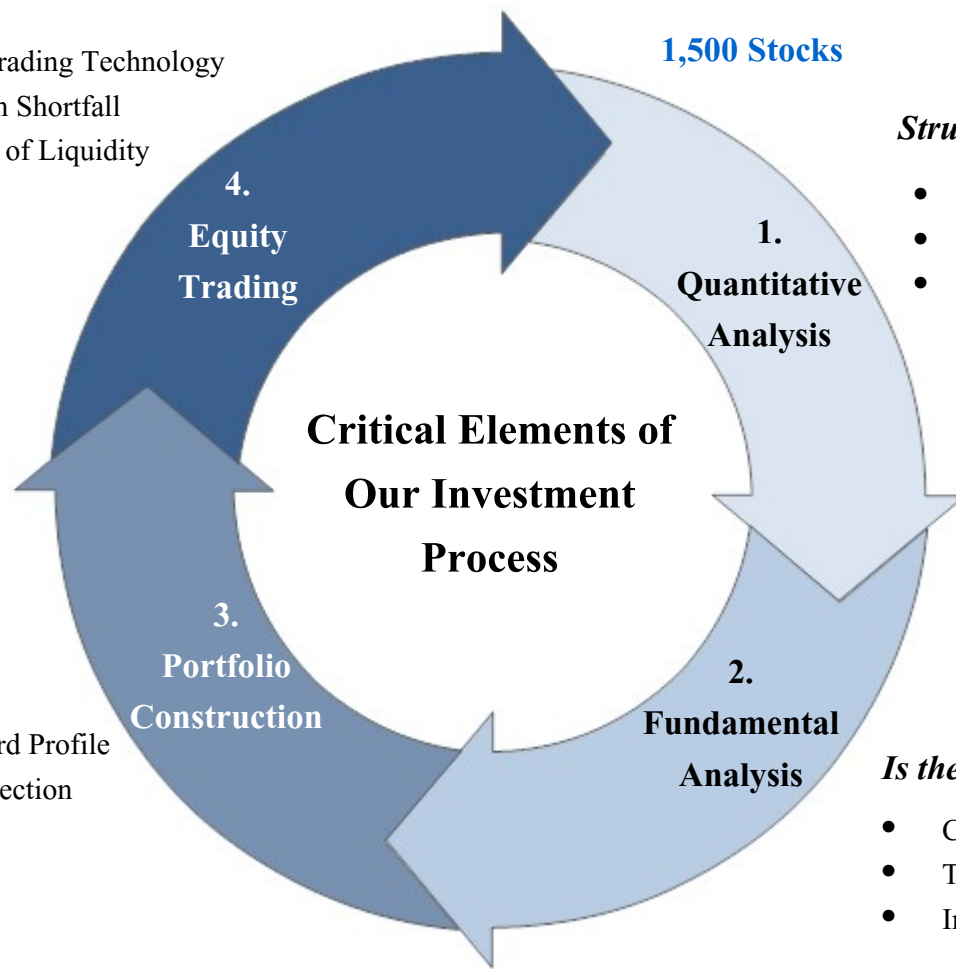 1,500 Stocks
rading Technology
n Shortfall
of Liquidity
Stru
4.
Equity
Trading
1.
Quantitative
Analysis
Critical Elements of
Our Investment
Process
3.
Portfolio
Construction
2.
Fundamental
Analysis
rd Profile
ection
Is the
• C
• T
• In